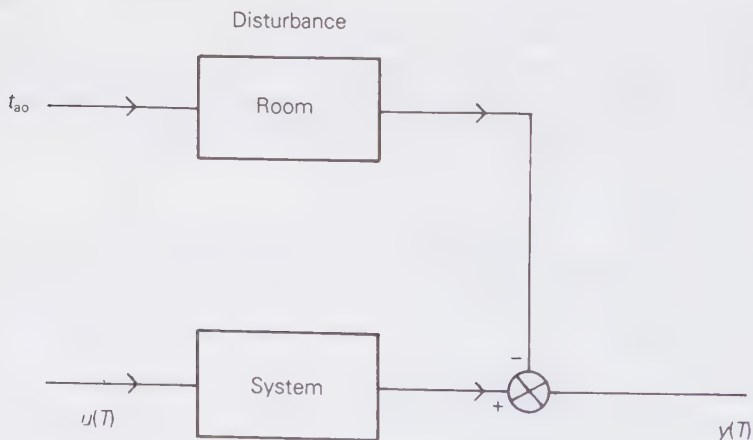 Disturbance
t_ao
Room
−
System
+
u(T)
y(T)